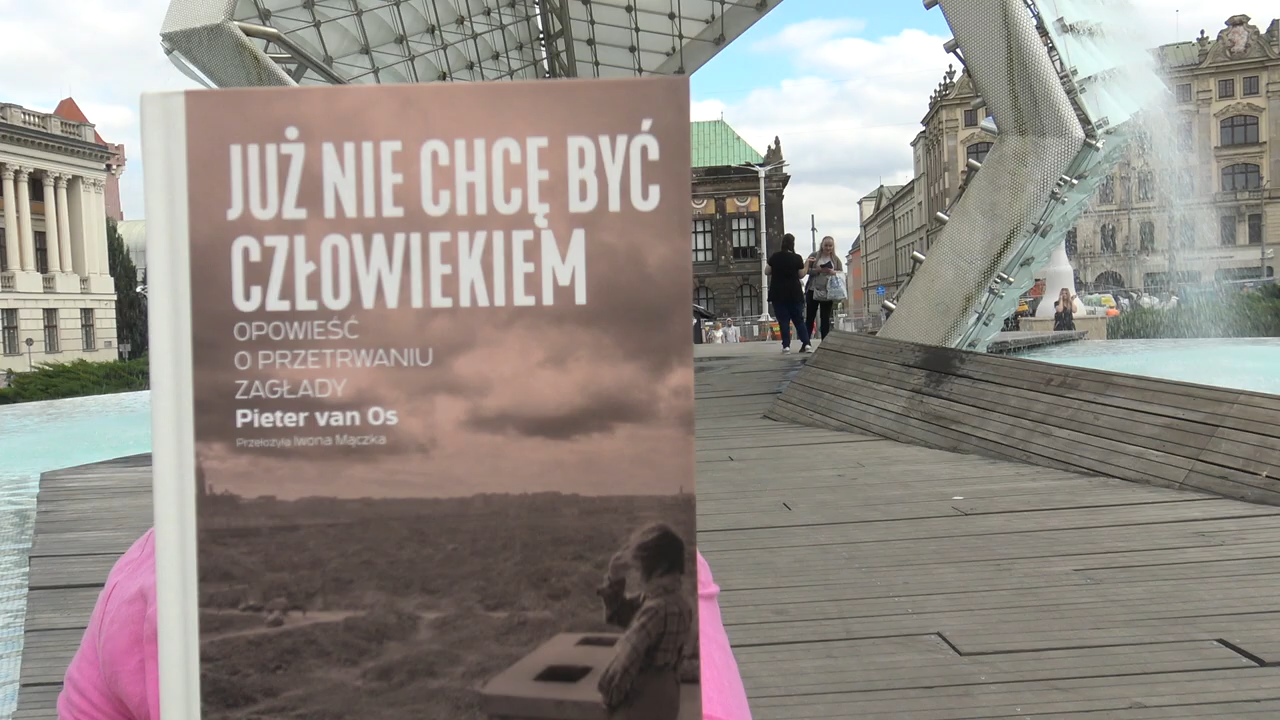 JUŻ NIE CHCĘ BYĆ
CZŁOWIEKIEM
OPOWIEŚĆ
O PRZETRWANIU
ZAGŁADY
Pieter van Os
Przełożyła Iwona Mączka